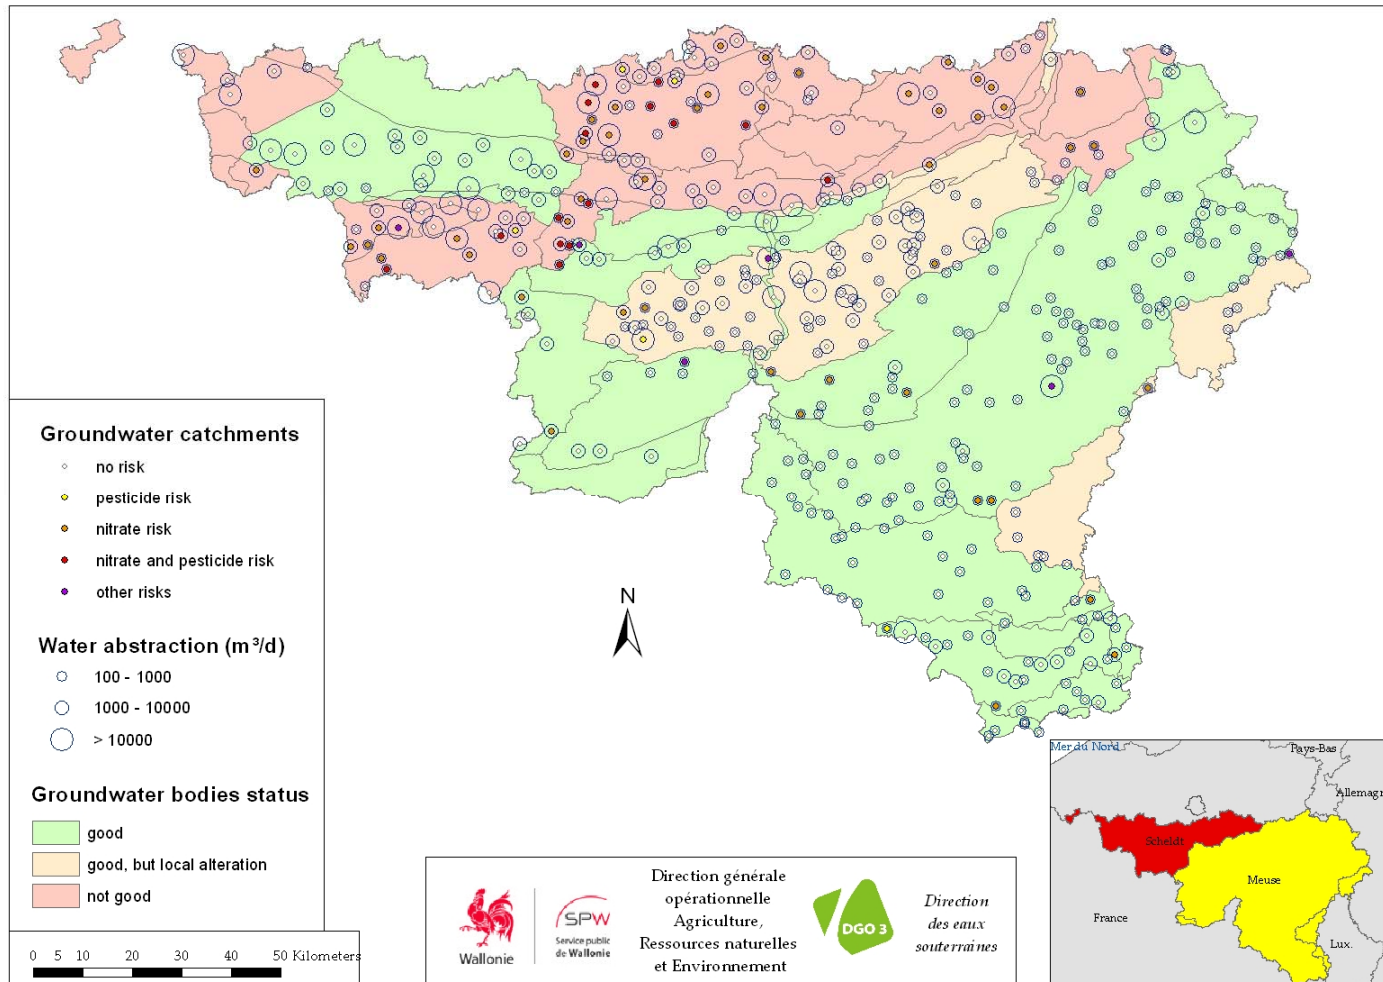 Groundwater catchments
no risk
pesticide risk
nitrate risk
nitrate and pesticide risk
other risks
Water abstraction (m³/d)
100 - 1000
1000 - 10000
> 10000
Groundwater bodies status
good
good, but local alteration
not good
0 5 10 20 30 40 50 Kilometers
N
Wallonie
SPW
Service public
de Wallonie
Direction générale
opérationnelle
Agriculture,
Ressources naturelles
et Environnement
DGO 3
Direction
des eaux
souterraines
Mer du Nord
Pays-Bas
Allemagn
Scheldt
Meuse
France
Lux.